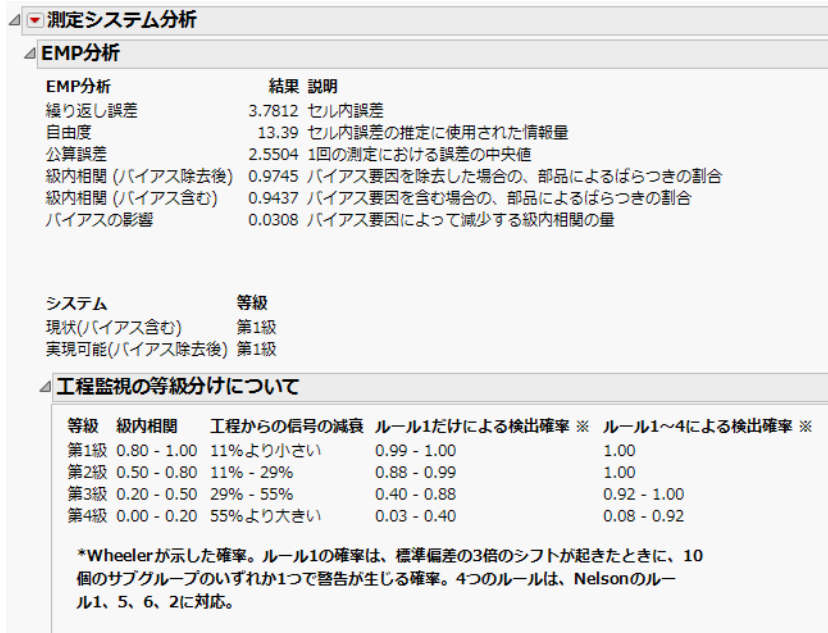 測定システム分析
EMP分析
EMP分析 結果 説明
繰り返し誤差 3.7812 セル内誤差
自由度 13.39 セル内誤差の推定に使用された情報量
公算誤差 2.5504 1回の測定における誤差の中央値
級内相関 (バイアス除去後) 0.9745 バイアス要因を除去した場合の、部品によるばらつきの割合
級内相関 (バイアス含む) 0.9437 バイアス要因を含む場合の、部品によるばらつきの割合
バイアスの影響 0.0308 バイアス要因によって減少する級内相関の量
システム 等級
現状(バイアス含む) 第1級
実現可能(バイアス除去後) 第1級
工程監視の等級分けについて
等級 級内相関 工程からの信号の減衰 ルール1だけによる検出確率 ※ ルール1～4による検出確率 ※
第1級 0.80 - 1.00 11%より小さい 0.99 - 1.00 1.00
第2級 0.50 - 0.80 11% - 29% 0.88 - 0.99 1.00
第3級 0.20 - 0.50 29% - 55% 0.40 - 0.88 0.92 - 1.00
第4級 0.00 - 0.20 55%より大きい 0.03 - 0.40 0.08 - 0.92
*Wheelerが示した確率。ルール1の確率は、標準偏差の3倍のシフトが起きたときに、10
個のサブグループのいずれか1つで警告が生じる確率。4つのルールは、Nelsonのルー
ル1、5、6、2に対応。